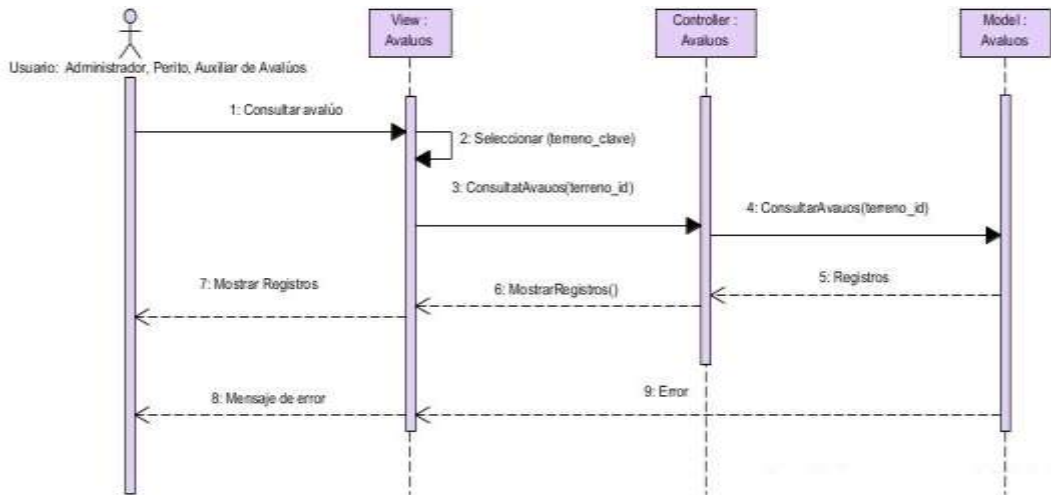 View :
Avaluos
Controller :
Avaluos
Model :
Avaluos
Usuario: Administrador, Perito, Auxiliar de Avalúos
1: Consultar avalúo
2: Seleccionar (terreno_clave)
3: ConsultatAvauos(terreno_id)
4: ConsultarAvauos(terreno_id)
5: Registros
6: MostrarRegistros()
7: Mostrar Registros
8: Mensaje de error
9: Error